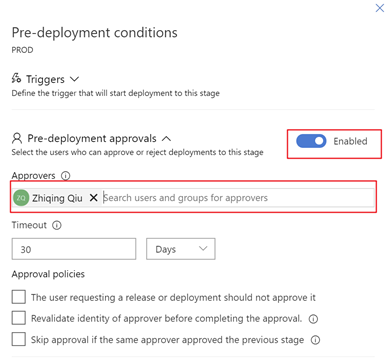 Pre-deployment conditions
PROD
Triggers
Define the trigger that will start deployment to this stage
Pre-deployment approvals
Enabled
Select the users who can approve or reject deployments to this stage
Approvers
ZQ Zhiqing Qiu Search users and groups for approvers
Timeout
30 Days
Approval policies
The user requesting a release or deployment should not approve it
Revalidate identity of approver before completing the approval.
Skip approval if the same approver approved the previous stage